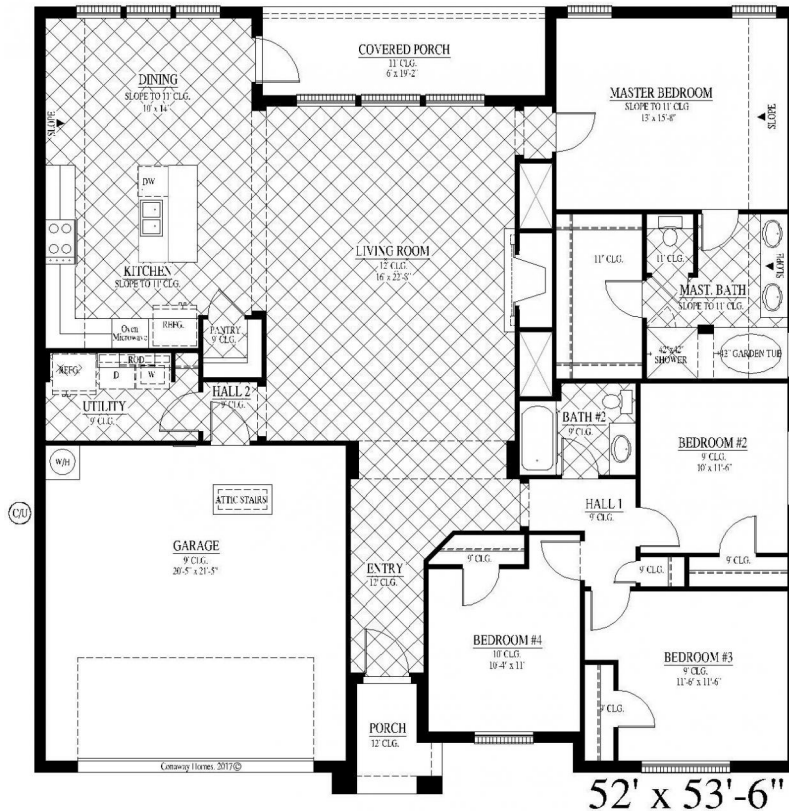 COVERED PORCH
11' CLG.
6' x 19'-2"
DINING
SLOPE TO 11' CLG.
10' x 14'
SLOPE
MASTER BEDROOM
SLOPE TO 11' CLG
13' x 15'-8"
SLOPE
DW
KITCHEN
SLOPE TO 11' CLG.
Oven
Microwave
REFG.
PANTRY
9' CLG.
LIVING ROOM
12' CLG.
16' x 22'-8"
11' CLG.
11' CLG.
MAST. BATH
SLOPE TO 11' CLG.
SLOPE
42"x42"
SHOWER
42" GARDEN TUB
REFG.
ROD
D
W
UTILITY
9' CLG.
HALL 2
9' CLG.
BATH #2
9' CLG.
BEDROOM #2
9' CLG.
10' x 11'-6"
W/H
C/U
ATTIC STAIRS
GARAGE
9' CLG.
20'-5" x 21'-5"
HALL 1
9' CLG.
ENTRY
12' CLG.
9' CLG.
9' CLG.
9' CLG.
BEDROOM #4
10' CLG.
10'-4" x 11'
BEDROOM #3
9' CLG.
11'-6" x 11'-6"
9' CLG.
PORCH
12' CLG.
Conaway Homes, 2017©
52' x 53'-6"